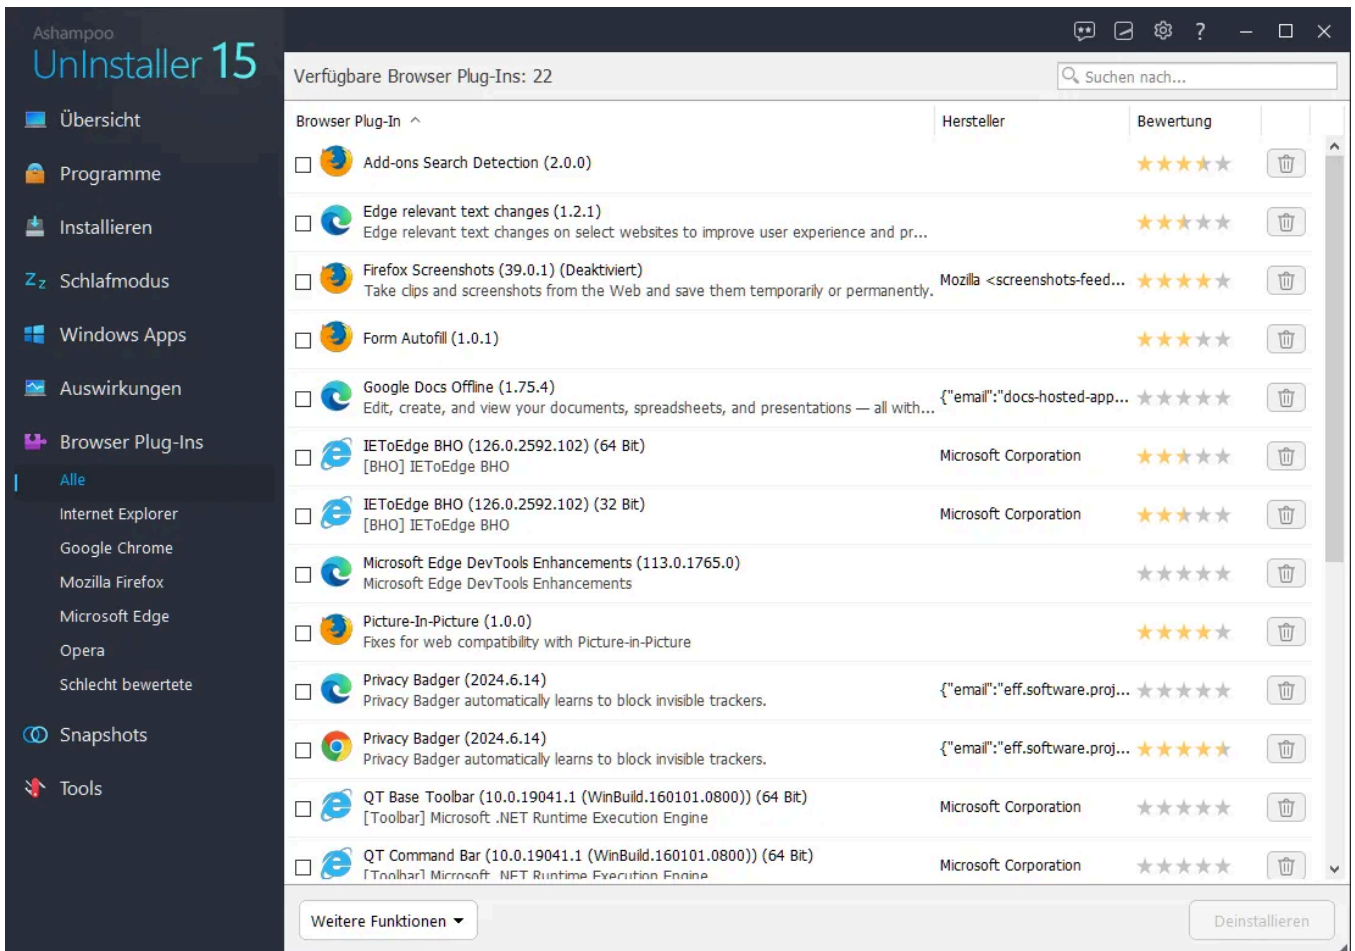 Ashampoo
UnInstaller 15
Verfügbare Browser Plug-Ins: 22
Suchen nach...
Übersicht
Programme
Installieren
Zz Schlafmodus
Windows Apps
Auswirkungen
Browser Plug-Ins
Alle
Internet Explorer
Google Chrome
Mozilla Firefox
Microsoft Edge
Opera
Schlecht bewertete
Snapshots
Tools
Browser Plug-In Hersteller Bewertung
Add-ons Search Detection (2.0.0)
Edge relevant text changes (1.2.1)
Edge relevant text changes on select websites to improve user experience and pr...
Firefox Screenshots (39.0.1) (Deaktiviert)
Take clips and screenshots from the Web and save them temporarily or permanently.
Mozilla <screenshots-feed...
Form Autofill (1.0.1)
Google Docs Offline (1.75.4)
Edit, create, and view your documents, spreadsheets, and presentations — all with...
{"email":"docs-hosted-app...
IEToEdge BHO (126.0.2592.102) (64 Bit)
[BHO] IEToEdge BHO
Microsoft Corporation
IEToEdge BHO (126.0.2592.102) (32 Bit)
[BHO] IEToEdge BHO
Microsoft Corporation
Microsoft Edge DevTools Enhancements (113.0.1765.0)
Microsoft Edge DevTools Enhancements
Picture-In-Picture (1.0.0)
Fixes for web compatibility with Picture-in-Picture
Privacy Badger (2024.6.14)
Privacy Badger automatically learns to block invisible trackers.
{"email":"eff.software.proj...
Privacy Badger (2024.6.14)
Privacy Badger automatically learns to block invisible trackers.
{"email":"eff.software.proj...
QT Base Toolbar (10.0.19041.1 (WinBuild.160101.0800)) (64 Bit)
[Toolbar] Microsoft .NET Runtime Execution Engine
Microsoft Corporation
QT Command Bar (10.0.19041.1 (WinBuild.160101.0800)) (64 Bit)
[Toolbar] Microsoft .NET Runtime Execution Engine
Microsoft Corporation
Weitere Funktionen
Deinstallieren